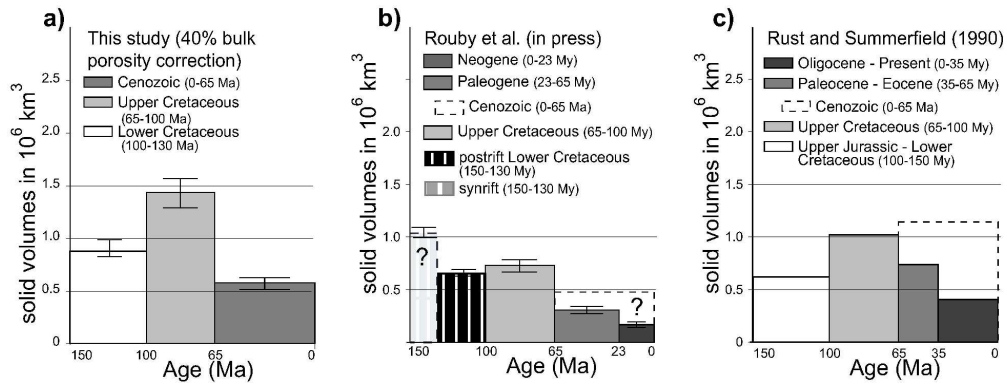 a)
This study (40% bulk
porosity correction)
Cenozoic (0-65 Ma)
Upper Cretaceous
(65-100 Ma)
Lower Cretaceous
(100-130 Ma)
solid volumes in 10⁶ km³
2.5
2.0
1.5
1.0
0.5
0
150 100 65 0
Age (Ma)
b)
Rouby et al. (in press)
Neogene (0-23 My)
Paleogene (23-65 My)
Cenozoic (0-65 Ma)
Upper Cretaceous (65-100 My)
postrift Lower Cretaceous
(150-130 My)
synrift (150-130 My)
solid volumes in 10⁶ km³
2.5
2.0
1.5
1.0
0.5
0
?
?
150 100 65 23 0
Age (Ma)
c)
Rust and Summerfield (1990)
Oligocene - Present (0-35 My)
Paleocene - Eocene (35-65 My)
Cenozoic (0-65 Ma)
Upper Cretaceous (65-100 My)
Upper Jurassic - Lower
Cretaceous (100-150 My)
solid volumes in 10⁶ km³
2.5
2.0
1.5
1.0
0.5
0
150 100 65 35 0
Age (Ma)